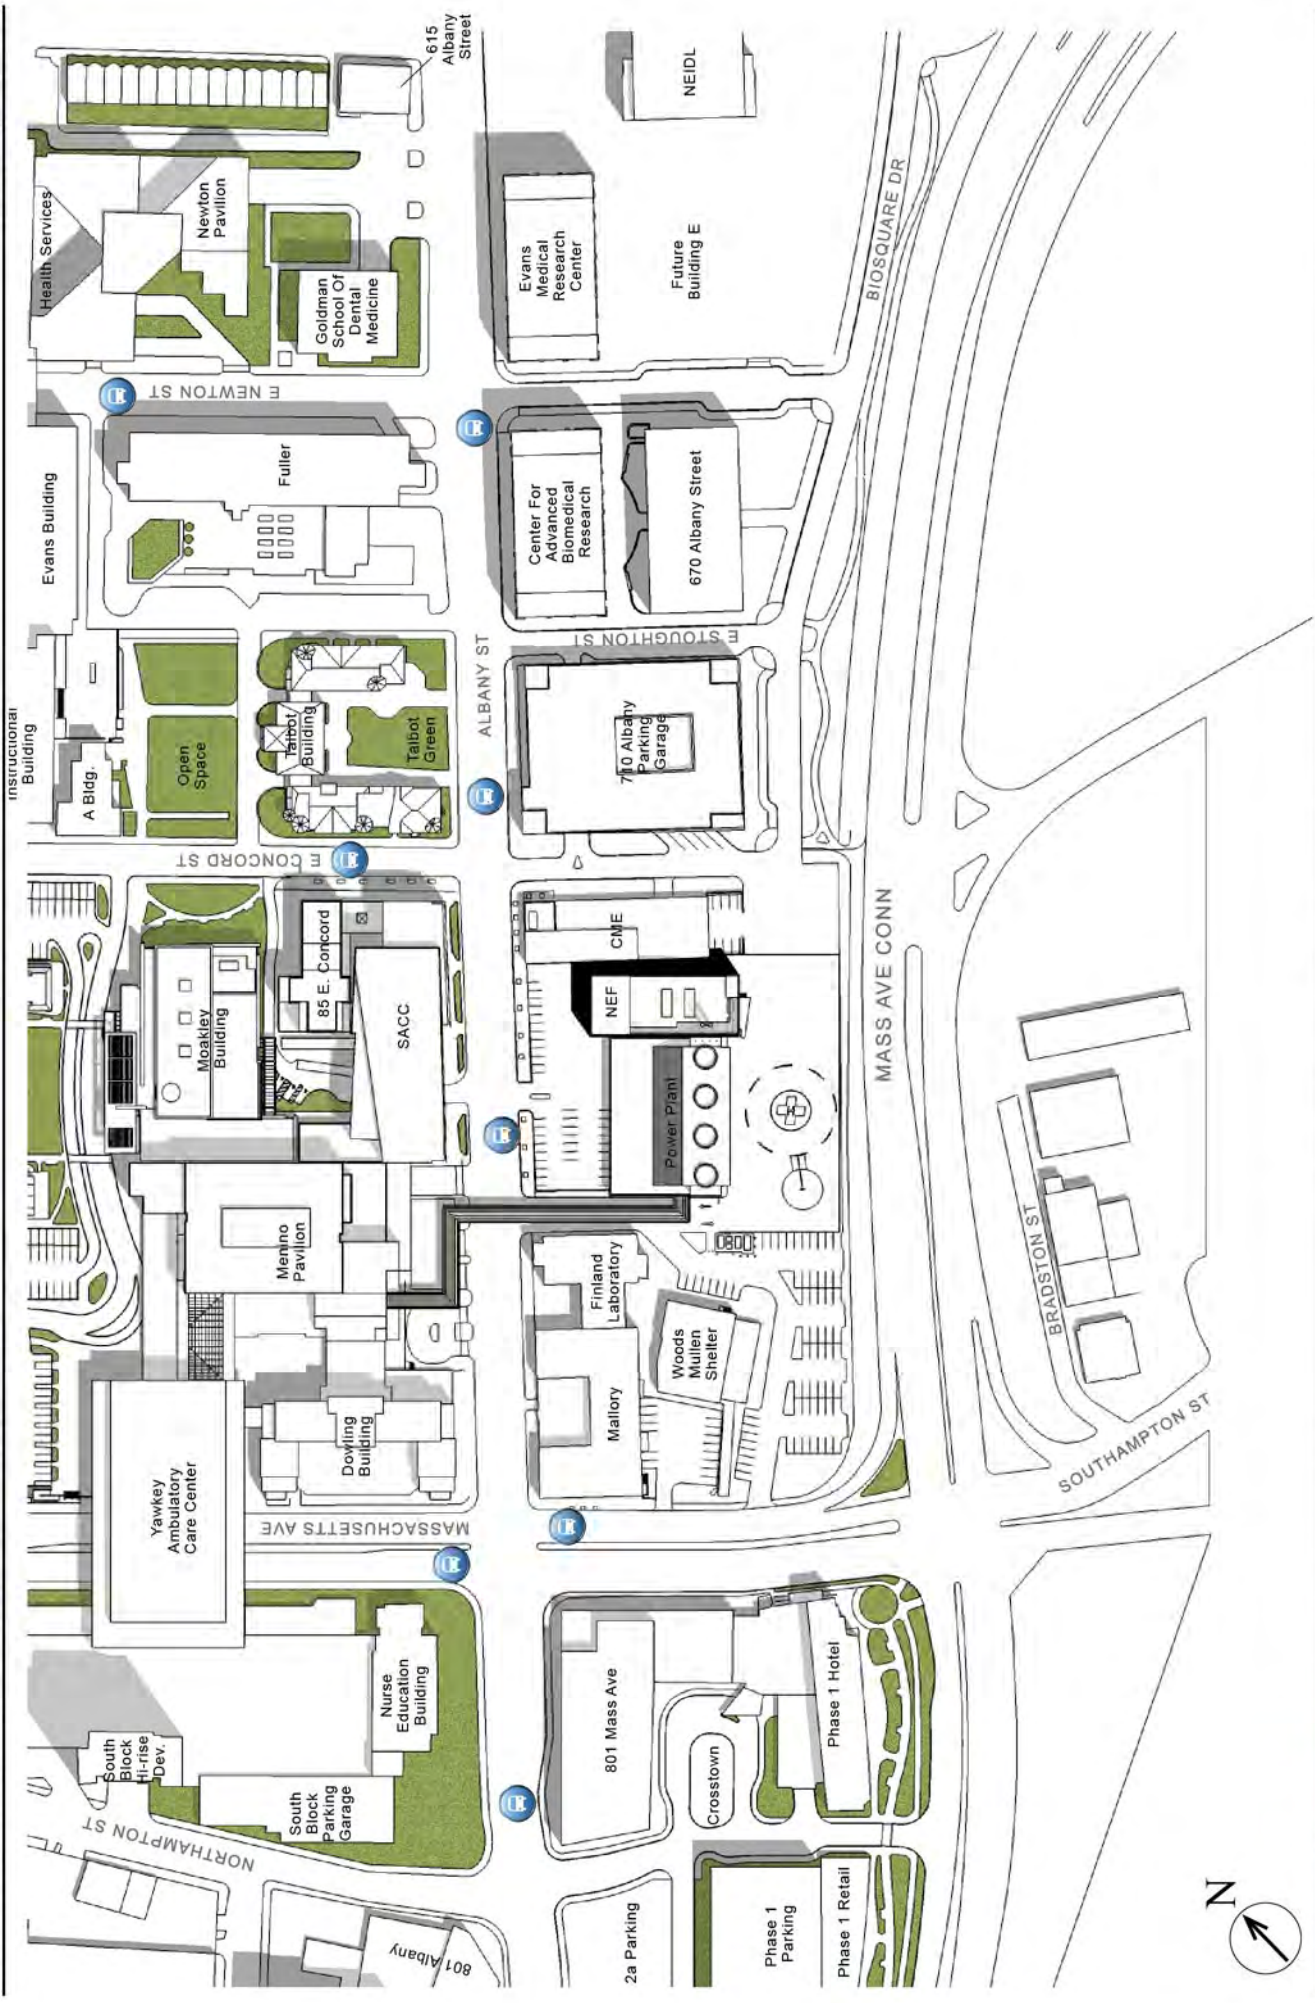 615
Albany
Street
NEIDL
Health Services
Newton
Pavilion
Goldman
School Of
Dental
Medicine
Evans
Medical
Research
Center
Future
Building E
BIOSQUARE DR
E NEWTON ST
Evans Building
Fuller
Center For
Advanced
Biomedical
Research
670 Albany Street
E STOUGHTON ST
ALBANY ST
Instructional
Building
A Bldg.
Open
Space
Talbot
Building
Talbot
Green
710 Albany
Parking
Garage
E CONCORD ST
MASS AVE CONN
Moakley
Building
85 E. Concord
SACC
CME
NEF
Power Plant
Menino
Pavilion
Finland
Laboratory
Woods
Mullen
Shelter
Mallory
BRADSTON ST
SOUTHAMPTON ST
Yawkey
Ambulatory
Care Center
Dowling
Building
MASSACHUSETTS AVE
Nurse
Education
Building
South
Block
Hi-rise
Dev.
South
Block
Parking
Garage
NORTHAMPTON ST
801 Mass Ave
Crosstown
Phase 1 Hotel
801 Albany
2a Parking
Phase 1
Parking
Phase 1 Retail
N